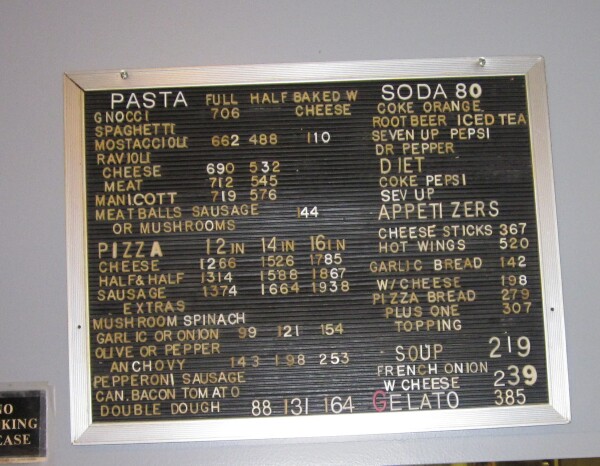 PASTA FULL HALF BAKED W
GNOCCI 706 CHEESE
SPAGHETTI
MOSTACCIOLI 662 488 110
RAVIOLI
CHEESE 690 532
MEAT 712 545
MANICOTT 719 576
MEATBALLS SAUSAGE 144
OR MUSHROOMS
PIZZA 12IN 14IN 16IN
CHEESE 1266 1526 1785
HALF&HALF 1314 1588 1867
SAUSAGE 1374 1664 1938
EXTRAS
MUSHROOM SPINACH
GARLIC OR ONION 99 121 154
OLIVE OR PEPPER
ANCHOVY 143 198 253
PEPPERONI SAUSAGE
CAN.BACON TOMATO
DOUBLE DOUGH 88 131 164
SODA 80
COKE ORANGE
ROOTBEER ICED TEA
SEVEN UP PEPSI
DR PEPPER
DIET
COKE PEPSI
SEV UP
APPETIZERS
CHEESE STICKS 367
HOT WINGS 520
GARLIC BREAD 142
W/CHEESE 198
PIZZA BREAD 279
PLUS ONE 307
TOPPING
SOUP 219
FRENCH ONION
W CHEESE 239
GELATO 385
NO
KING
EASE